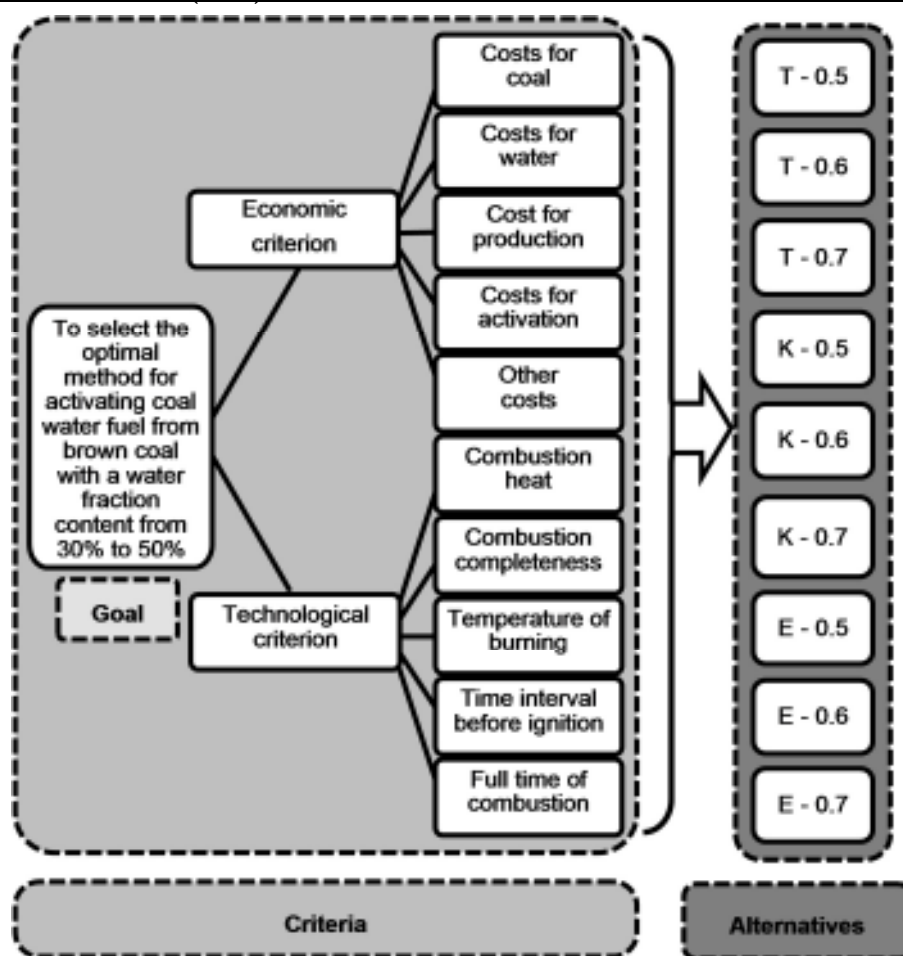 Costs for
coal
Costs for
water
Economic
criterion
Cost for
production
Costs for
activation
Other
costs
To select the
optimal
method for
activating coal
water fuel from
brown coal
with a water
fraction
content from
30% to 50%
Goal
Combustion
heat
Combustion
completeness
Technological
criterion
Temperature of
burning
Time interval
before ignition
Full time of
combustion
T - 0.5
T - 0.6
T - 0.7
K - 0.5
K - 0.6
K - 0.7
E - 0.5
E - 0.6
E - 0.7
Criteria
Alternatives